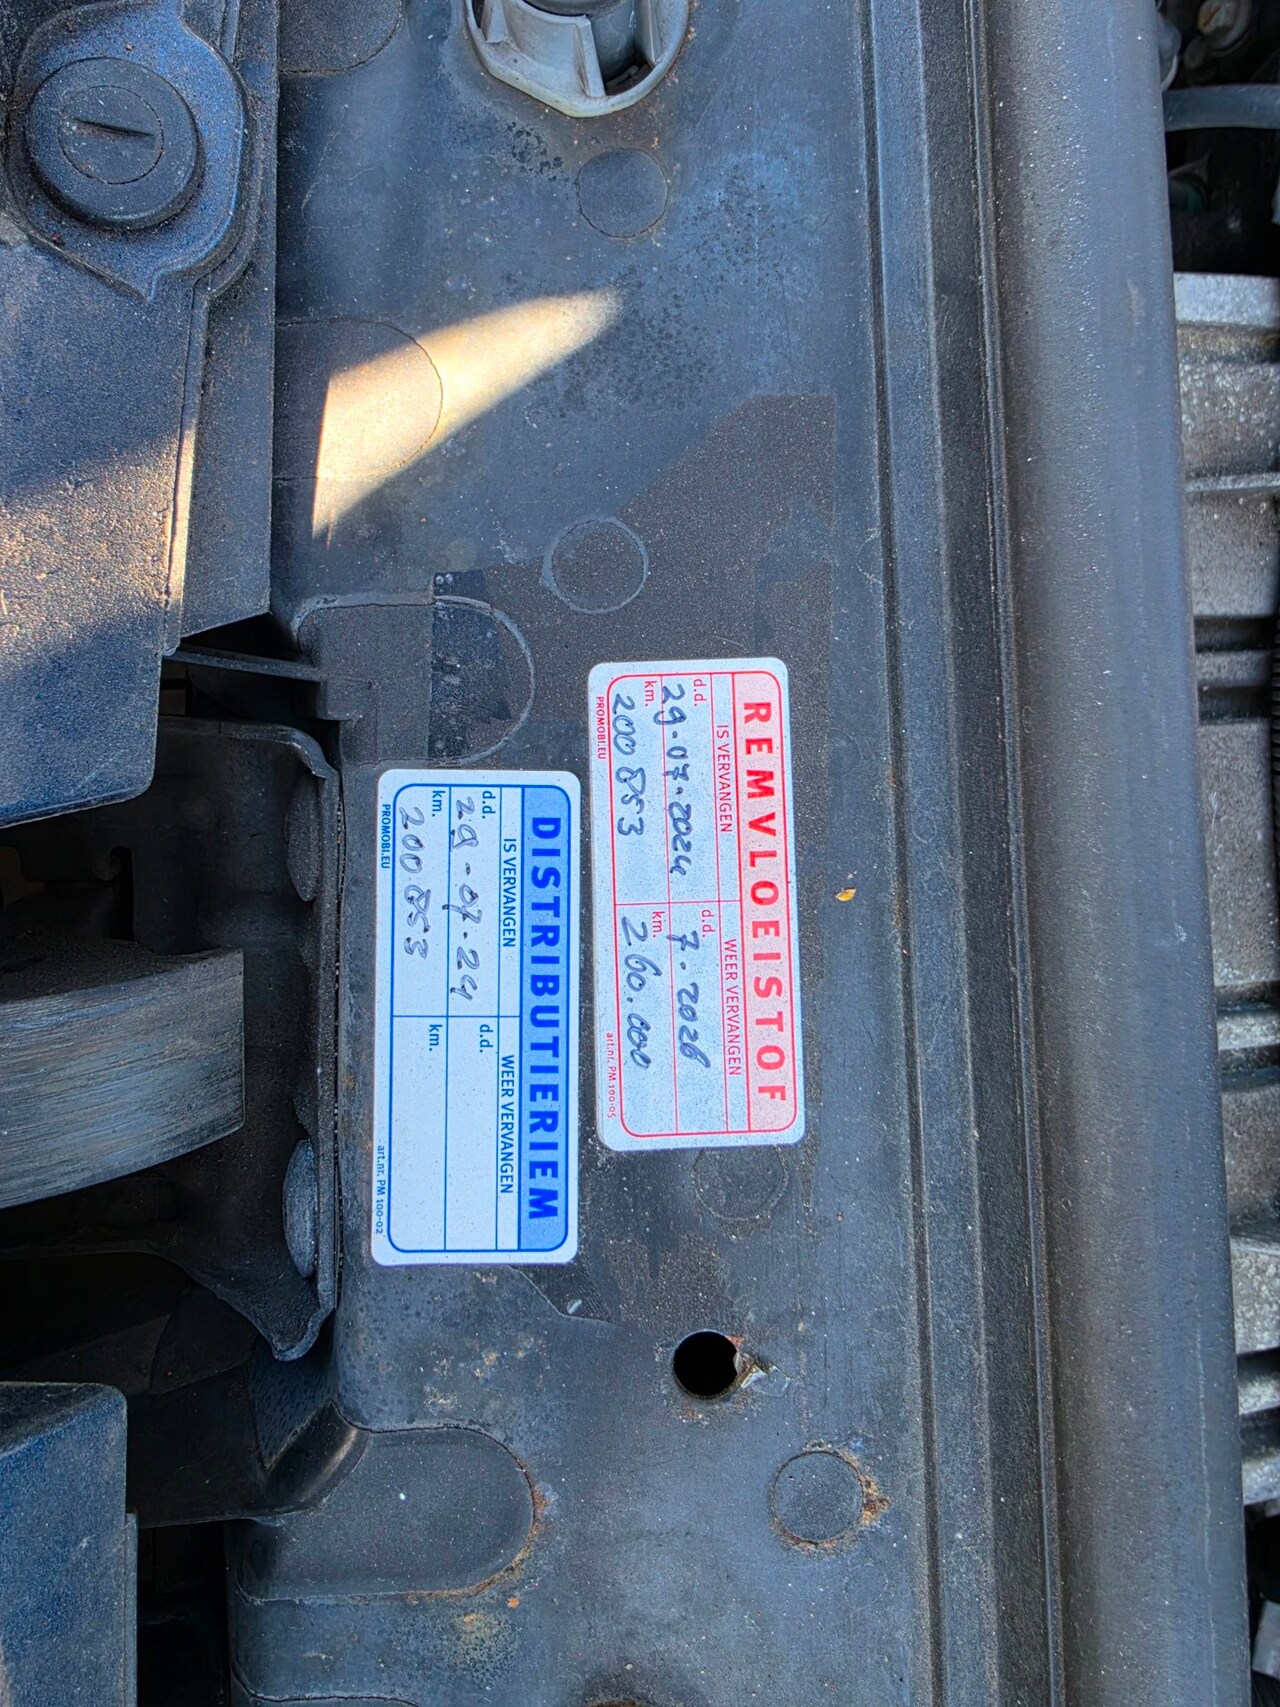 REMVLOEISTOF
IS VERVANGEN
WEER VERVANGEN
d.d. 29-07-2024
d.d. 7-2026
km. 200853
km. 260.000
PROMOBI.EU
art.nr. PM 100-05
DISTRIBUTIERIEM
IS VERVANGEN
WEER VERVANGEN
d.d. 29-07-24
d.d.
km. 200853
km.
PROMOBI.EU
art.nr. PM 100-02